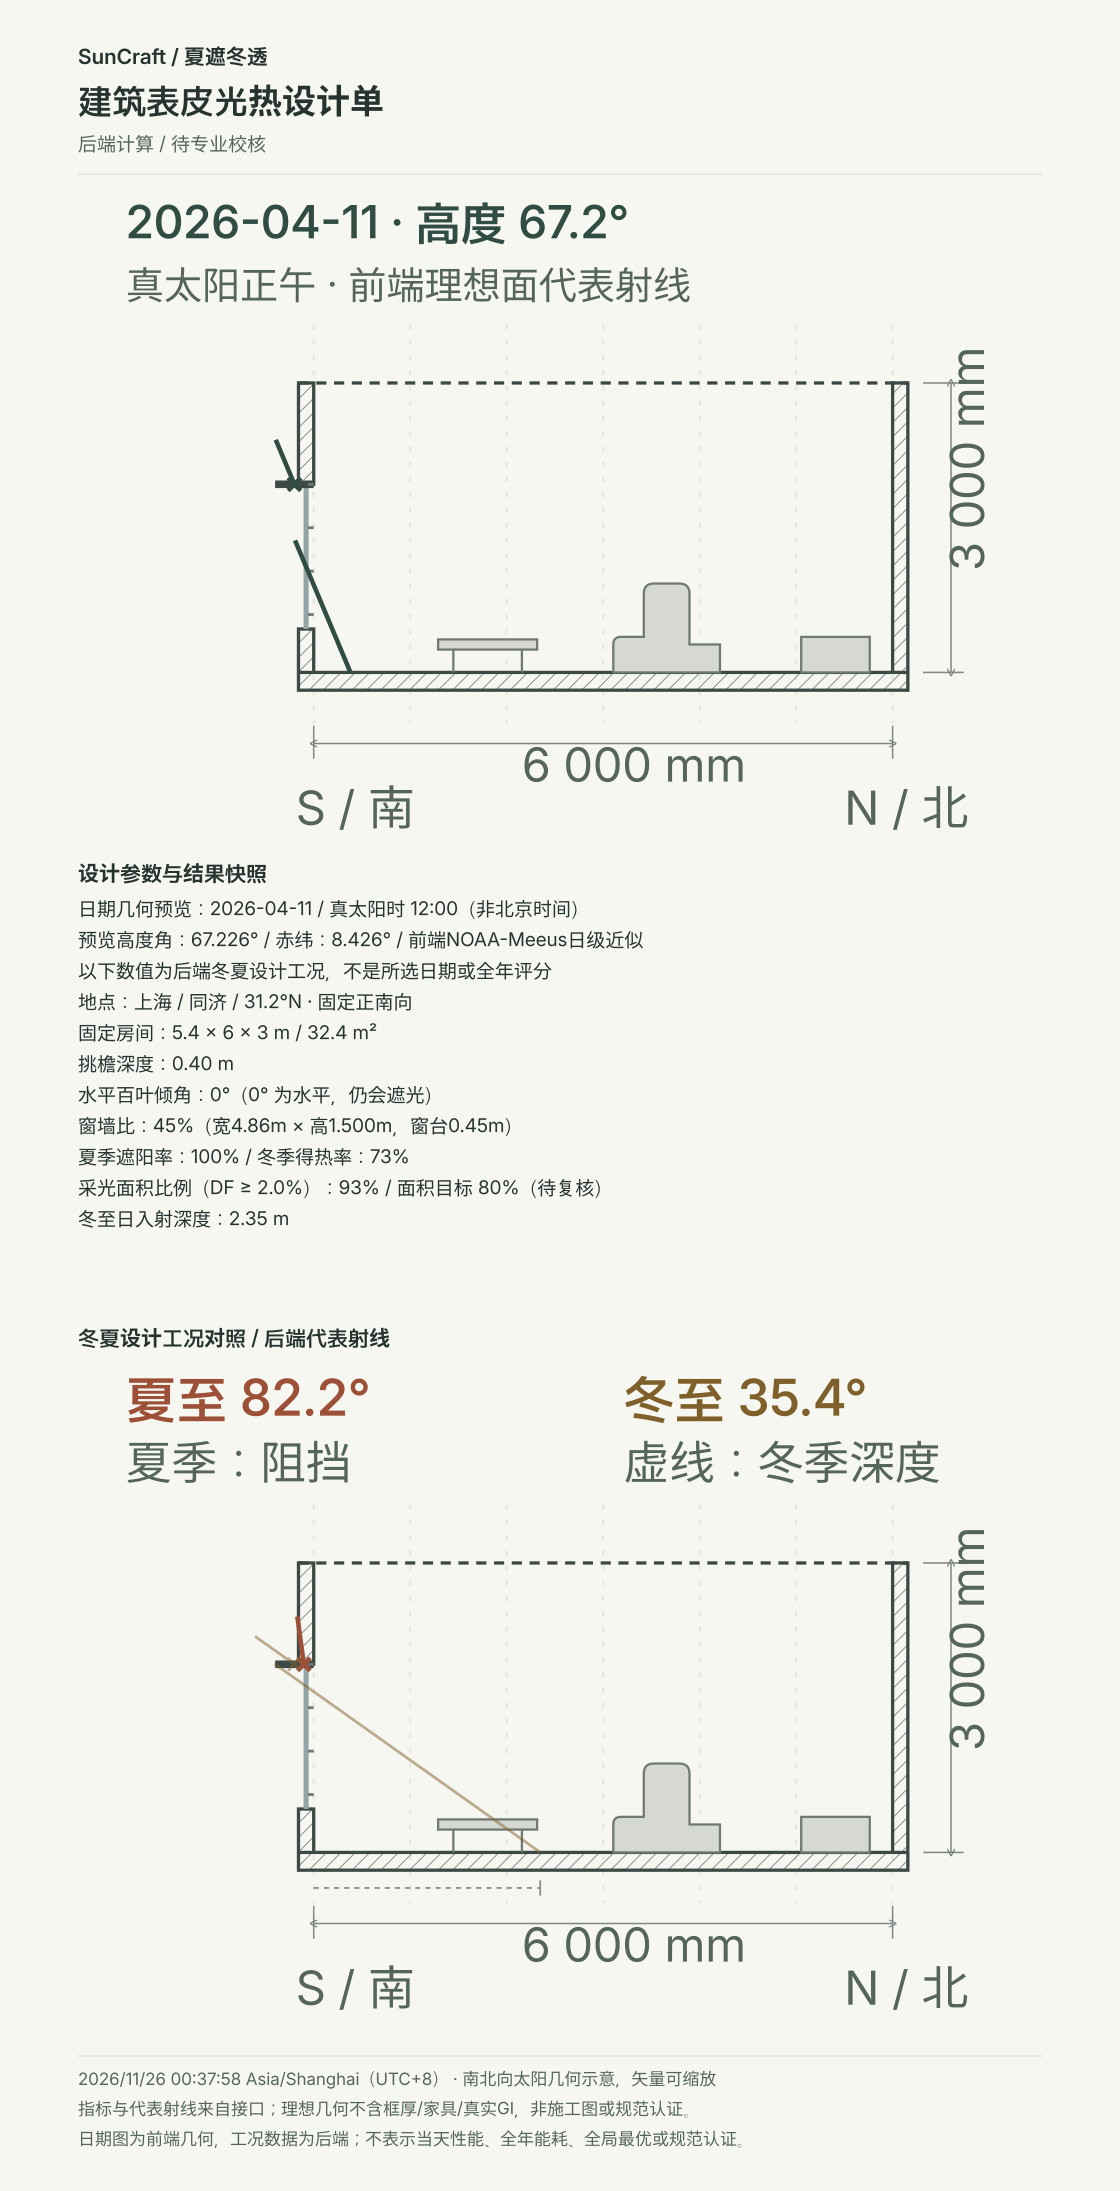 SunCraft / 夏遮冬透
建筑表皮光热设计单
后端计算 / 待专业校核
2026-04-11 · 高度 67.2°
真太阳正午 · 前端理想面代表射线
3 000 mm
6 000 mm
S / 南
N / 北
设计参数与结果快照
日期几何预览：2026-04-11 / 真太阳时 12:00（非北京时间）
预览高度角：67.226° / 赤纬：8.426° / 前端NOAA-Meeus日级近似
以下数值为后端冬夏设计工况，不是所选日期或全年评分
地点：上海 / 同济 / 31.2°N · 固定正南向
固定房间：5.4 × 6 × 3 m / 32.4 m²
挑檐深度：0.40 m
水平百叶倾角：0°（0° 为水平，仍会遮光）
窗墙比：45%（宽4.86m × 高1.500m，窗台0.45m）
夏季遮阳率：100% / 冬季得热率：73%
采光面积比例（DF ≥ 2.0%）：93% / 面积目标 80%（待复核）
冬至日入射深度：2.35 m
冬夏设计工况对照 / 后端代表射线
夏至 82.2°
冬至 35.4°
夏季：阻挡
虚线：冬季深度
3 000 mm
6 000 mm
S / 南
N / 北
2026/11/26 00:37:58 Asia/Shanghai（UTC+8） · 南北向太阳几何示意，矢量可缩放
指标与代表射线来自接口；理想几何不含框厚/家具/真实GI，非施工图或规范认证。
日期图为前端几何，工况数据为后端；不表示当天性能、全年能耗、全局最优或规范认证。